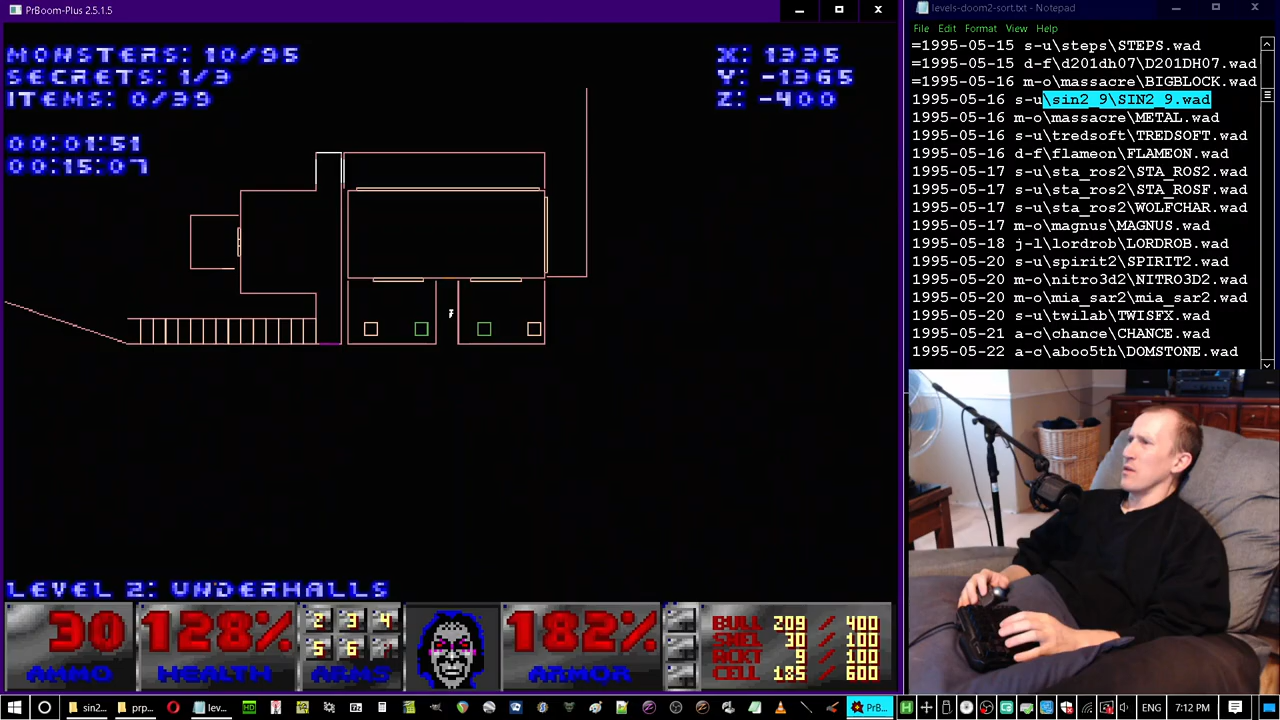 PrBoom-Plus 2.5.1.5
MONSTERS: 10/95
SECRETS: 1/3
ITEMS: 0/39
00:01:51
00:15:07
X: 1335
Y: -1365
Z: -400
LEVEL 2: UNDERHALLS
30
AMMO
128%
HEALTH
2 3 4
5 6
ARMS
182%
ARMOR
BULL 209 / 400
SHEL 30 / 100
RCKT 9 / 100
CELL 185 / 600
levels-doom2-sort.txt - Notepad
File Edit Format View Help
=1995-05-15 s-u\steps\STEPS.wad
=1995-05-16 d-f\d201dh07\D201DH07.wad
=1995-05-16 m-o\massacre\BIGBLOCK.wad
1995-05-16 s-u\sin2_9\SIN2_9.wad
1995-05-16 m-o\massacre\METAL.wad
1995-05-16 s-u\tredsoft\TREDSOFT.wad
1995-05-16 d-f\flameon\FLAMEON.wad
1995-05-17 s-u\sta_ros2\STA_ROS2.wad
1995-05-17 s-u\sta_ros2\STA_ROSF.wad
1995-05-17 s-u\sta_ros2\WOLFCHAR.wad
1995-05-17 m-o\magnus\MAGNUS.wad
1995-05-18 j-l\lordrob\LORDROB.wad
1995-05-20 s-u\spirit2\SPIRIT2.wad
1995-05-20 m-o\nitro3d2\NITRO3D2.wad
1995-05-20 m-o\mia_sar2\mia_sar2.wad
1995-05-20 s-u\twilab\TWISFX.wad
1995-05-21 a-c\chance\CHANCE.wad
1995-05-22 a-c\aboo5th\DOMSTONE.wad
sin2...
prp...
lev...
PrB...
7:12 PM